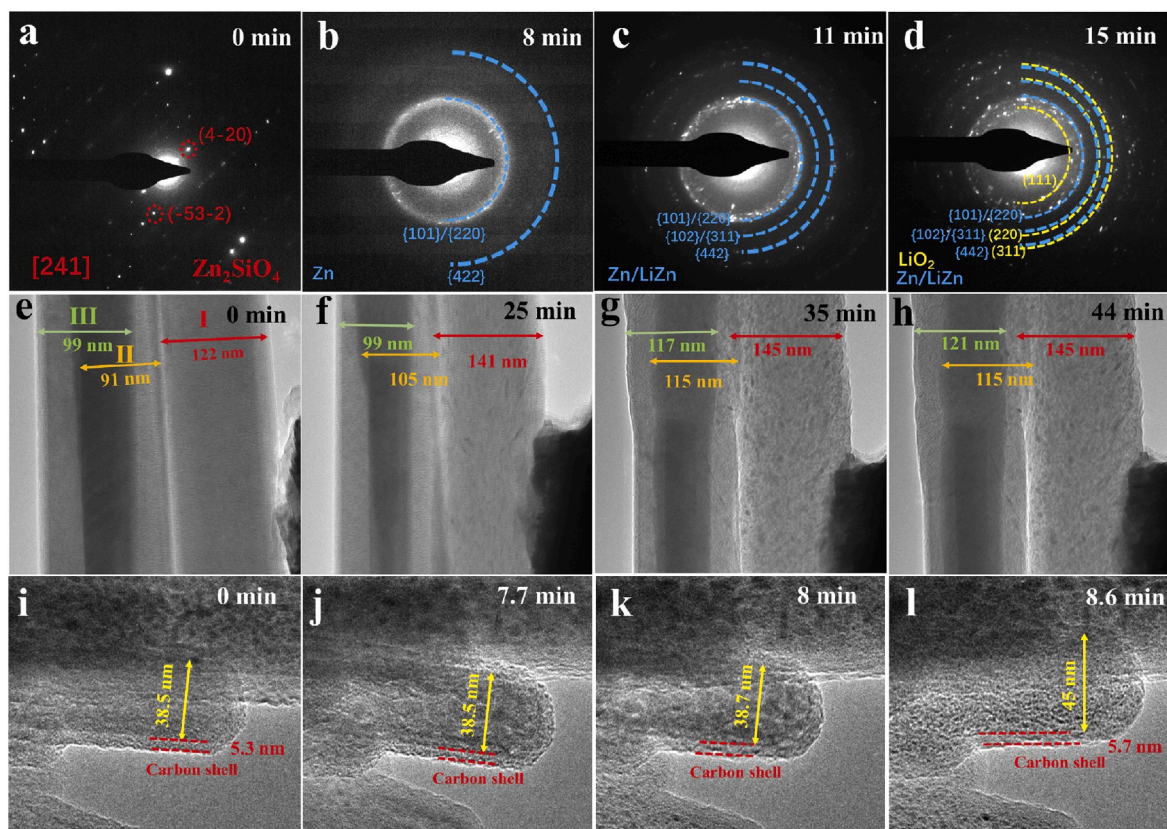 a
0 min
(4-20)
(-53-2)
[241]
Zn2SiO4
b
8 min
{101}/{220}
Zn
{422}
c
11 min
{101}/{220}
{102}/{311}
{442}
Zn/LiZn
d
15 min
(111)
{101}/{220}
{102}/{311} (220)
{442} (311)
LiO2
Zn/LiZn
e
0 min
III
I
99 nm
II
122 nm
91 nm
f
25 min
99 nm
141 nm
105 nm
g
35 min
117 nm
145 nm
115 nm
h
44 min
121 nm
145 nm
115 nm
i
0 min
38.5 nm
5.3 nm
Carbon shell
j
7.7 min
38.5 nm
Carbon shell
k
8 min
38.7 nm
Carbon shell
l
8.6 min
45 nm
5.7 nm
Carbon shell